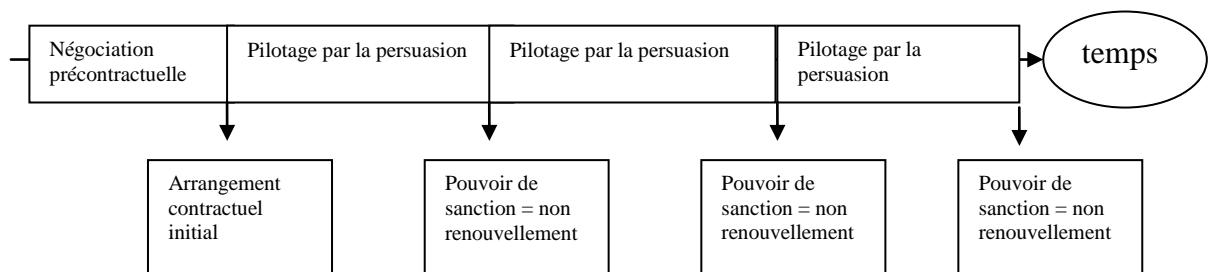 Négociation
précontractuelle
Pilotage par la persuasion
Pilotage par la persuasion
Pilotage par la
persuasion
temps
Arrangement
contractuel
initial
Pouvoir de
sanction = non
renouvellement
Pouvoir de
sanction = non
renouvellement
Pouvoir de
sanction = non
renouvellement